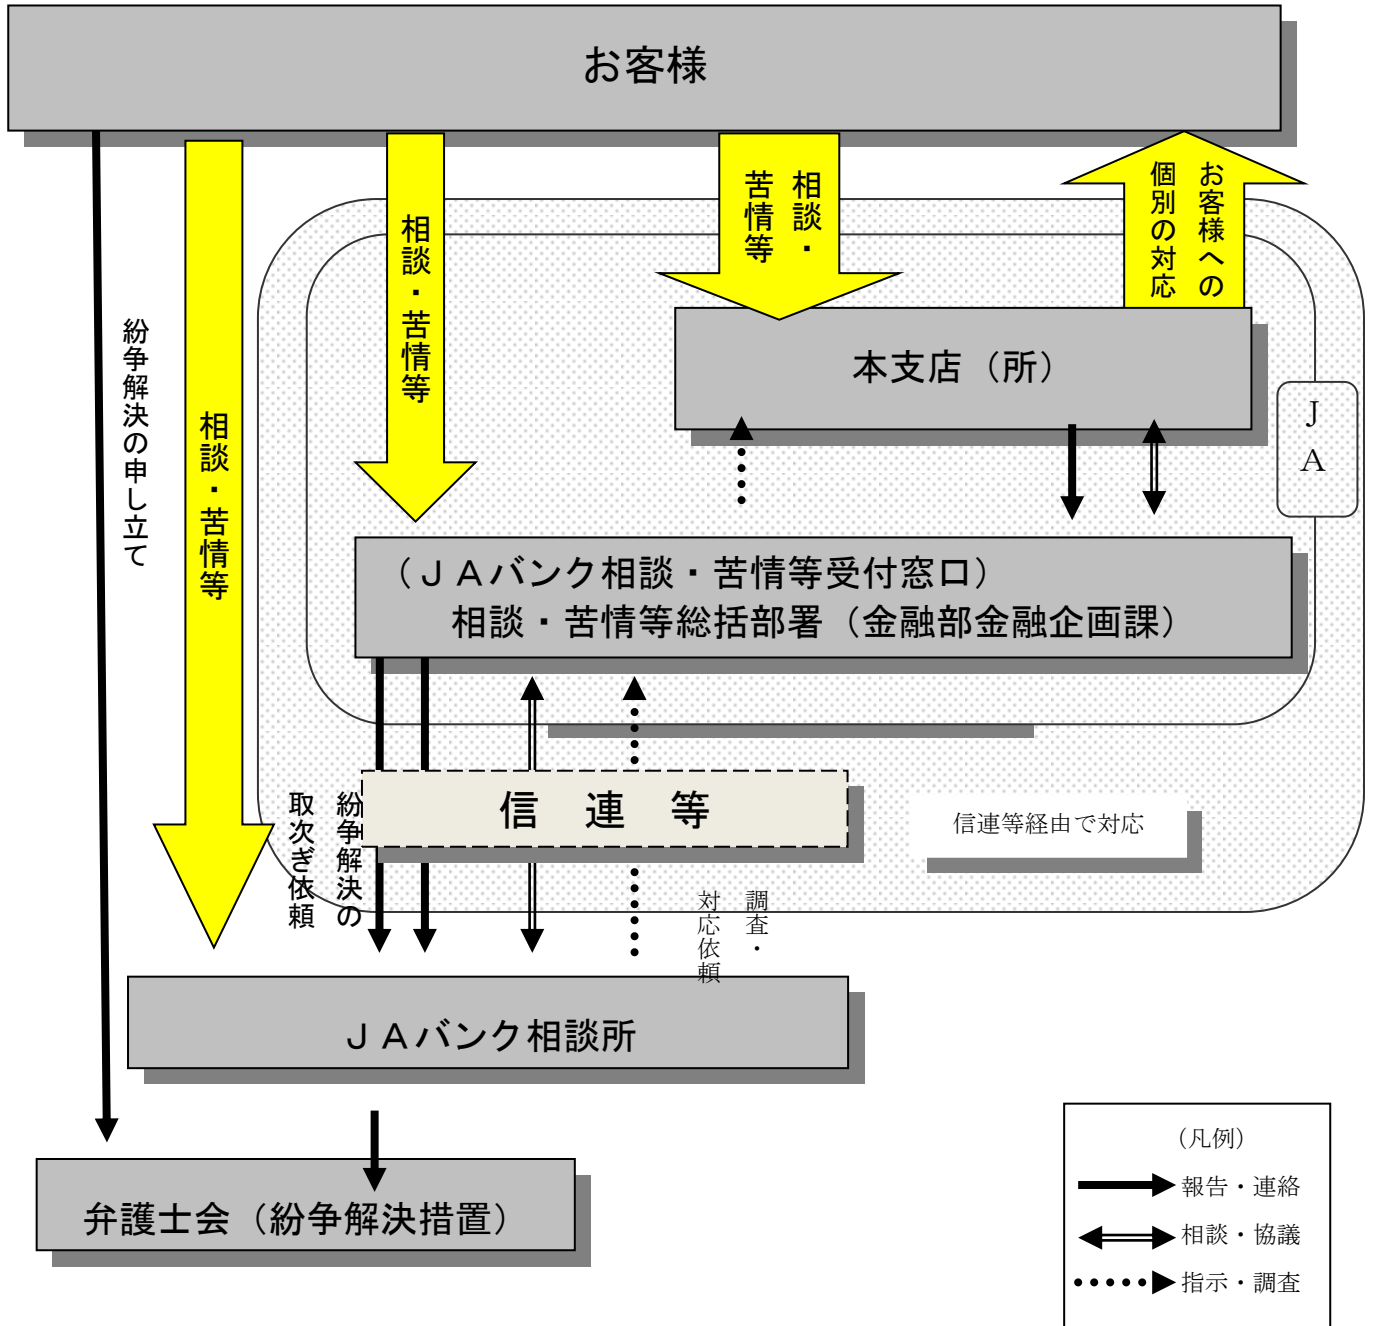 お客様
紛争解決の申し立て
相談・苦情等
相談・苦情等
相談・
苦情等
お客様への
個別の対応
本支店（所）
ＪＡ
（ＪＡバンク相談・苦情等受付窓口）
相談・苦情等総括部署（金融部金融企画課）
信　連　等
信連等経由で対応
紛争解決の
取次ぎ依頼
調査・
対応依頼
ＪＡバンク相談所
弁護士会（紛争解決措置）
（凡例）
報告・連絡
相談・協議
指示・調査